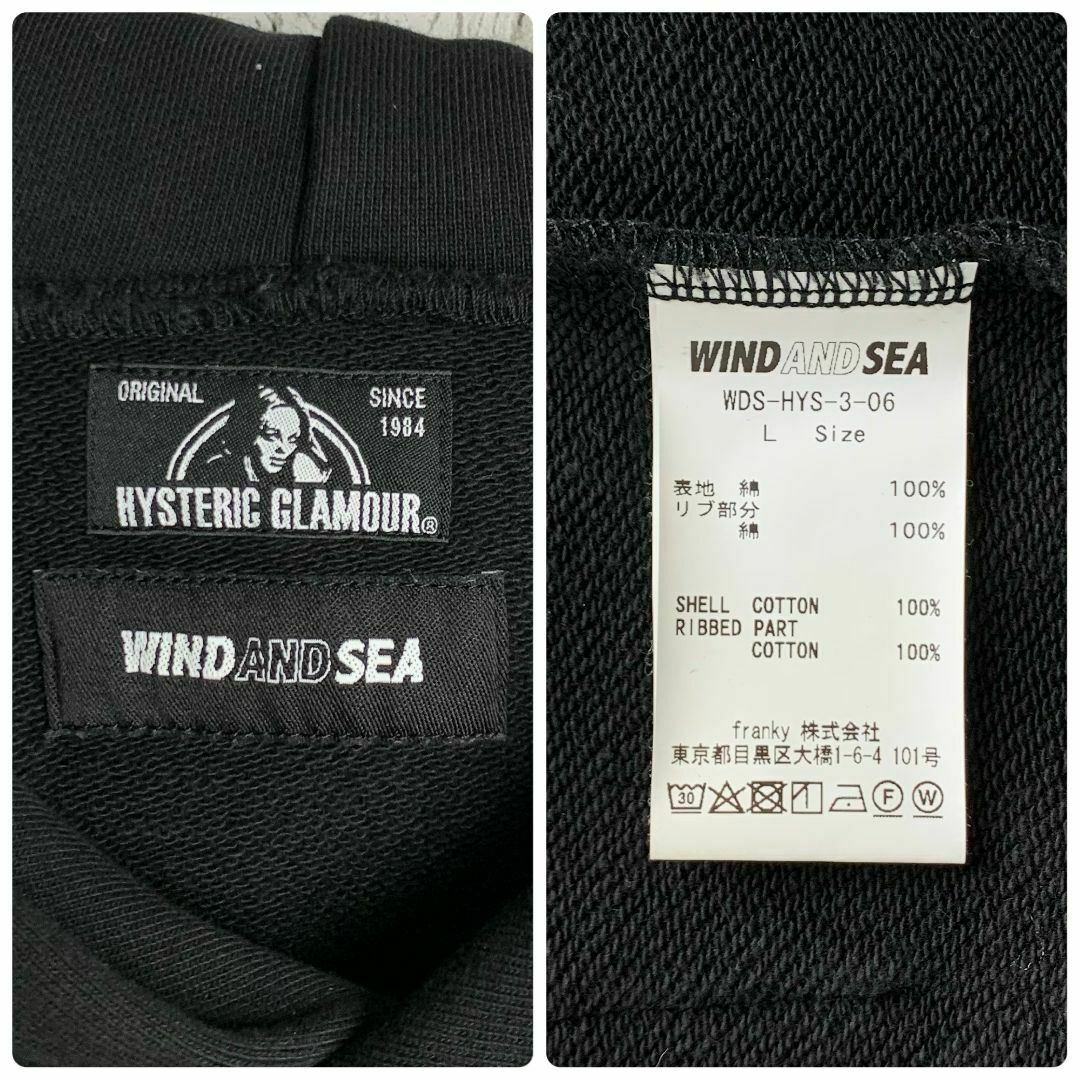 ORIGINAL
SINCE
1984
HYSTERIC GLAMOUR®
WINDANDSEA
WINDANDSEA
WDS-HYS-3-06
L Size
表地 綿 100%
リブ部分
綿 100%
SHELL COTTON 100%
RIBBED PART
COTTON 100%
franky 株式会社
東京都目黒区大橋1-6-4 101号
30 F W